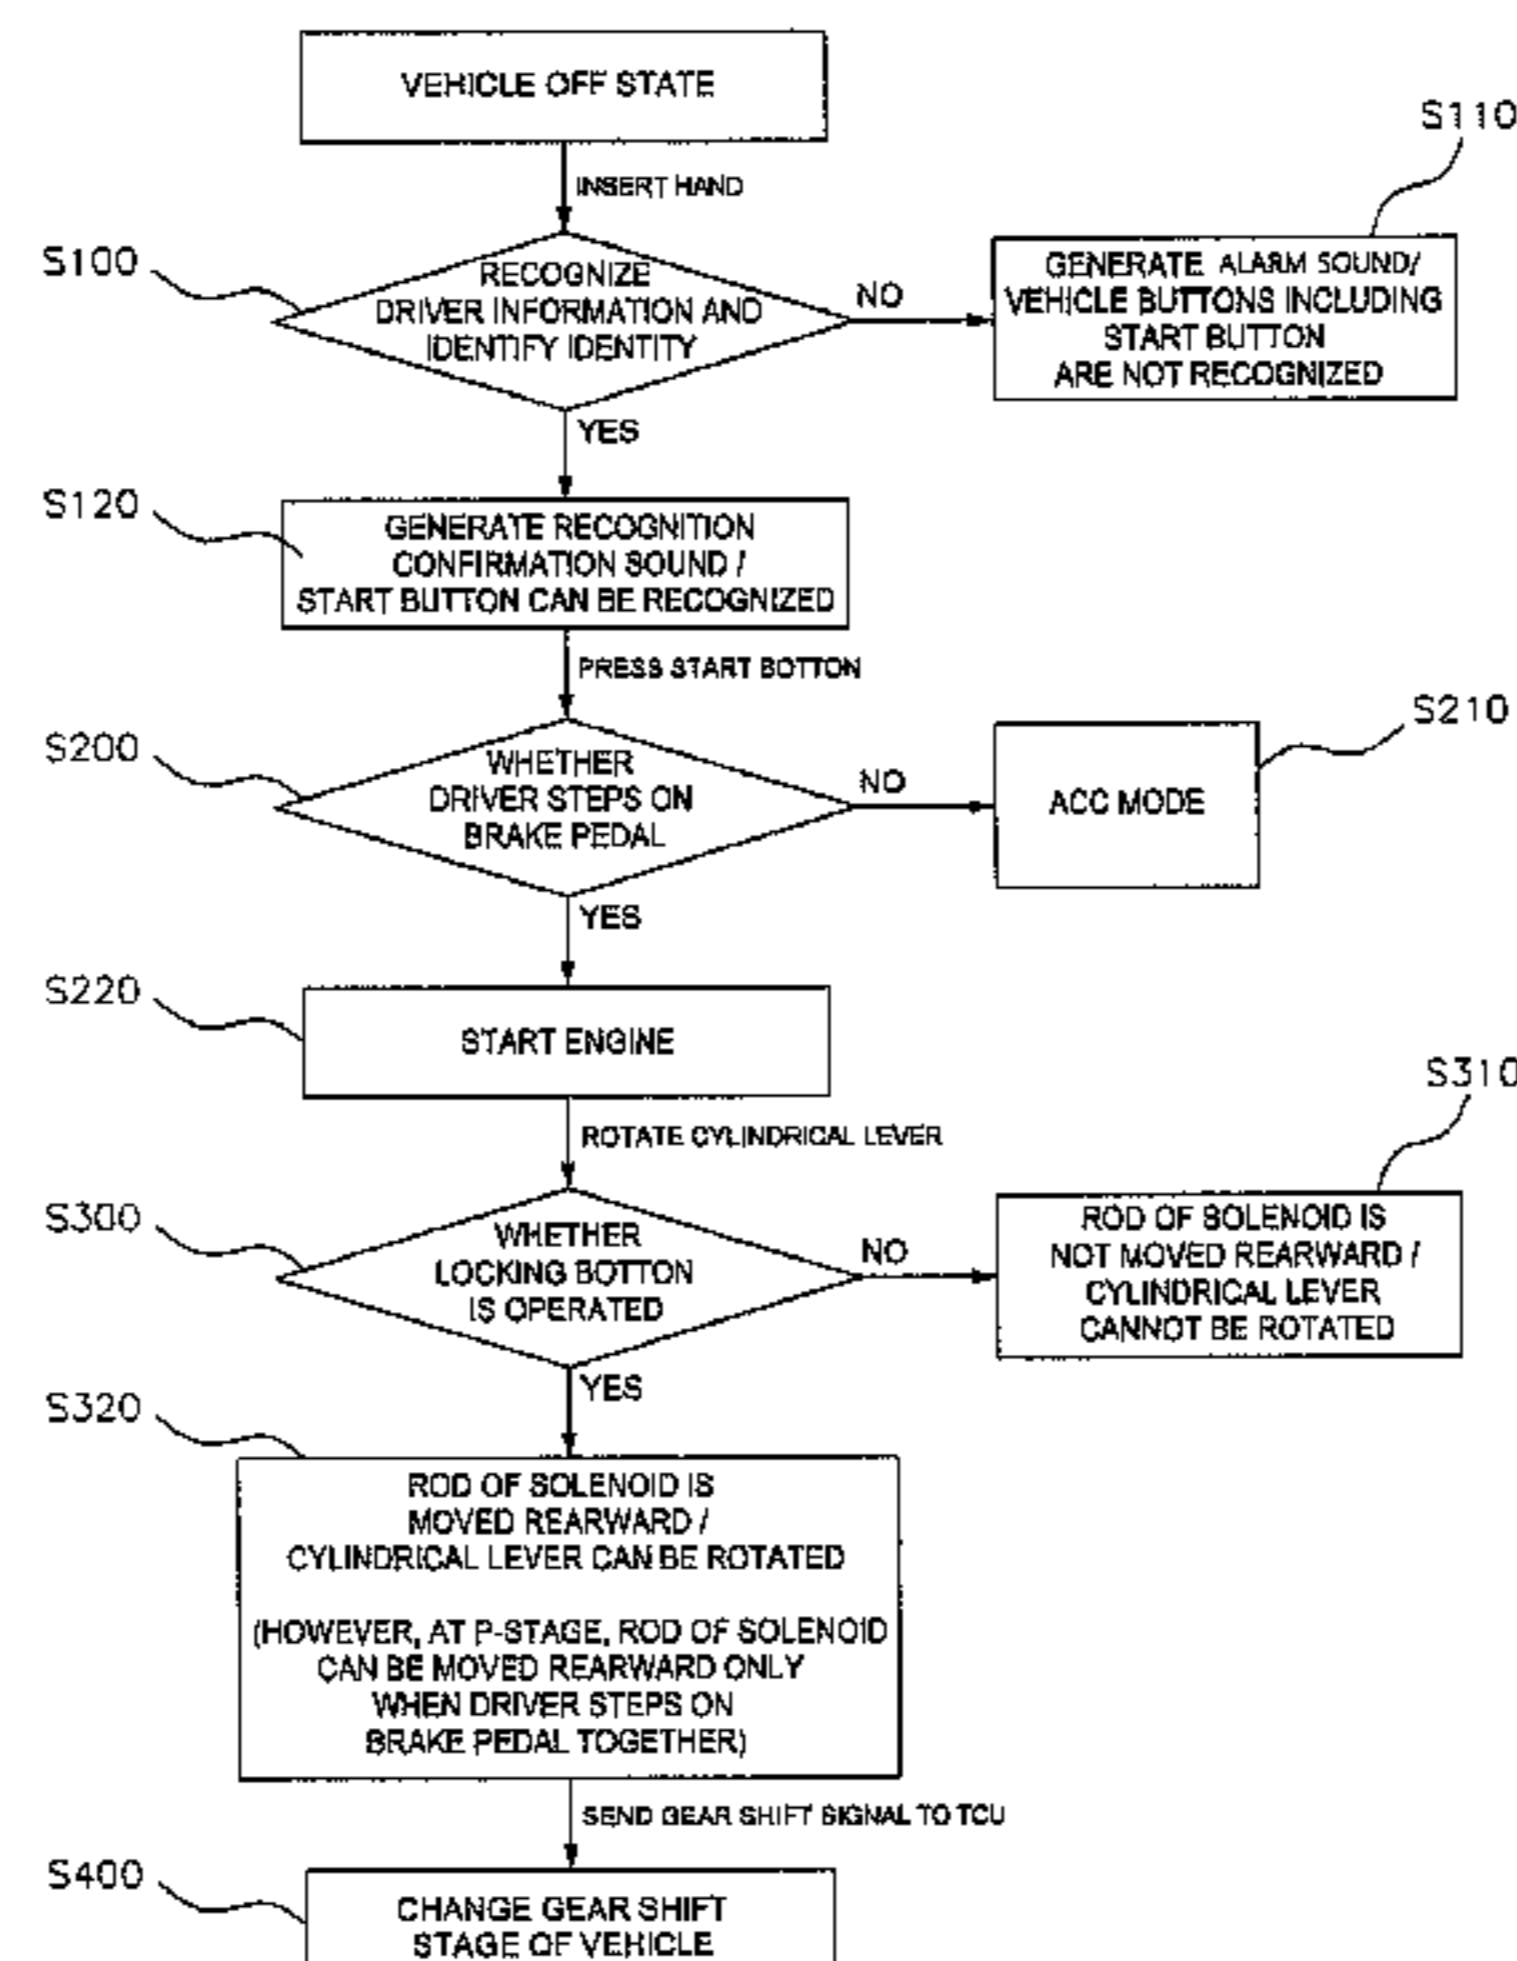 VEHICLE OFF STATE
S110
INSERT HAND
S100
RECOGNIZE
DRIVER INFORMATION AND
IDENTIFY IDENTITY
NO
GENERATE ALARM SOUND/
VEHICLE BUTTONS INCLUDING
START BUTTON
ARE NOT RECOGNIZED
YES
S120
GENERATE RECOGNITION
CONFIRMATION SOUND /
START BUTTON CAN BE RECOGNIZED
PRESS START BOTTON
S200
WHETHER
DRIVER STEPS ON
BRAKE PEDAL
NO
S210
ACC MODE
YES
S220
START ENGINE
ROTATE CYLINDRICAL LEVER
S310
S300
WHETHER
LOCKING BOTTON
IS OPERATED
NO
ROD OF SOLENOID IS
NOT MOVED REARWARD /
CYLINDRICAL LEVER
CANNOT BE ROTATED
YES
S320
ROD OF SOLENOID IS
MOVED REARWARD /
CYLINDRICAL LEVER CAN BE ROTATED
(HOWEVER, AT P-STAGE, ROD OF SOLENOID
CAN BE MOVED REARWARD ONLY
WHEN DRIVER STEPS ON
BRAKE PEDAL TOGETHER)
SEND GEAR SHIFT SIGNAL TO TCU
S400
CHANGE GEAR SHIFT
STAGE OF VEHICLE